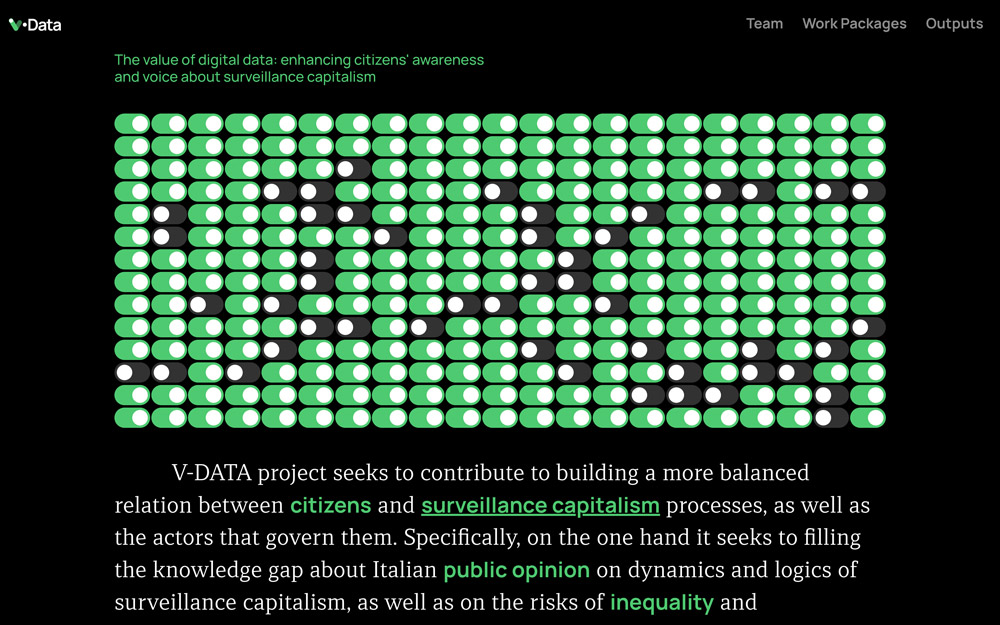 V•Data
Team Work Packages Outputs
The value of digital data: enhancing citizens' awareness
and voice about surveillance capitalism
V-DATA project seeks to contribute to building a more balanced
relation between citizens and surveillance capitalism processes, as well as
the actors that govern them. Specifically, on the one hand it seeks to filling
the knowledge gap about Italian public opinion on dynamics and logics of
surveillance capitalism, as well as on the risks of inequality and